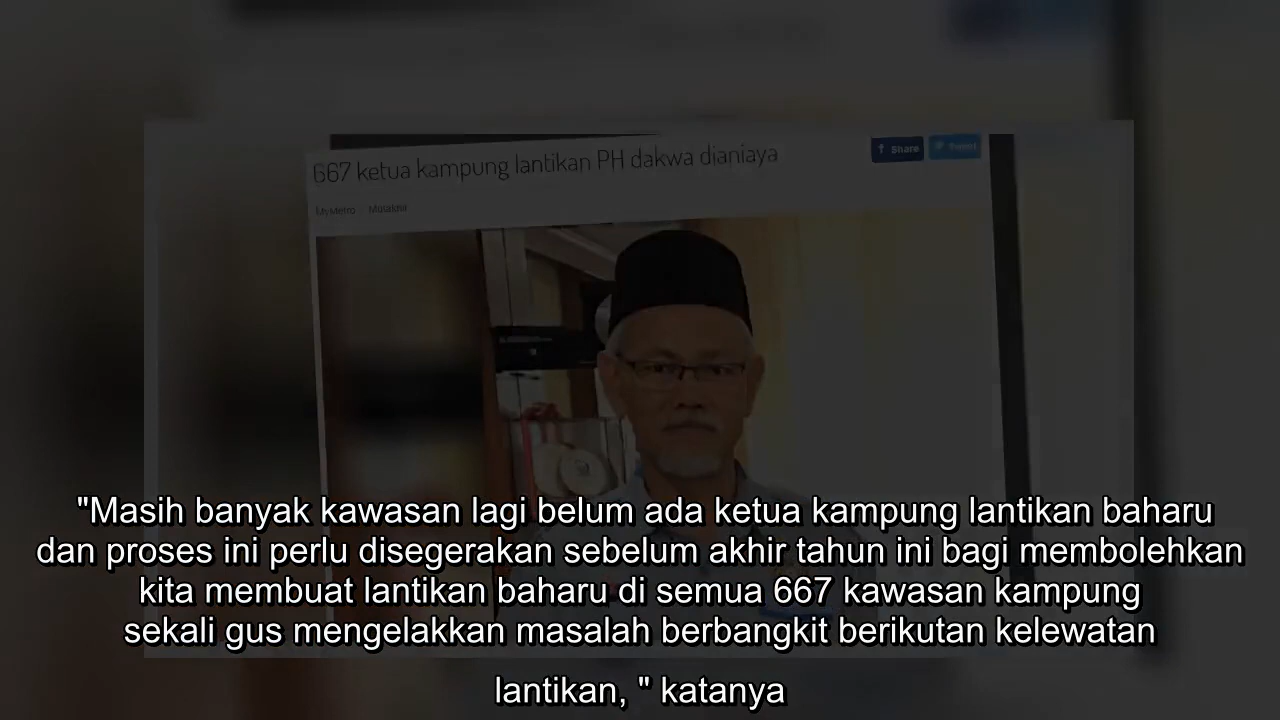 667 ketua kampung lantikan PH dakwa dianiaya
Share
Tweet
MyMetro
Mutakhir
"Masih banyak kawasan lagi belum ada ketua kampung lantikan baharu
dan proses ini perlu disegerakan sebelum akhir tahun ini bagi membolehkan
kita membuat lantikan baharu di semua 667 kawasan kampung
sekali gus mengelakkan masalah berbangkit berikutan kelewatan
lantikan, " katanya